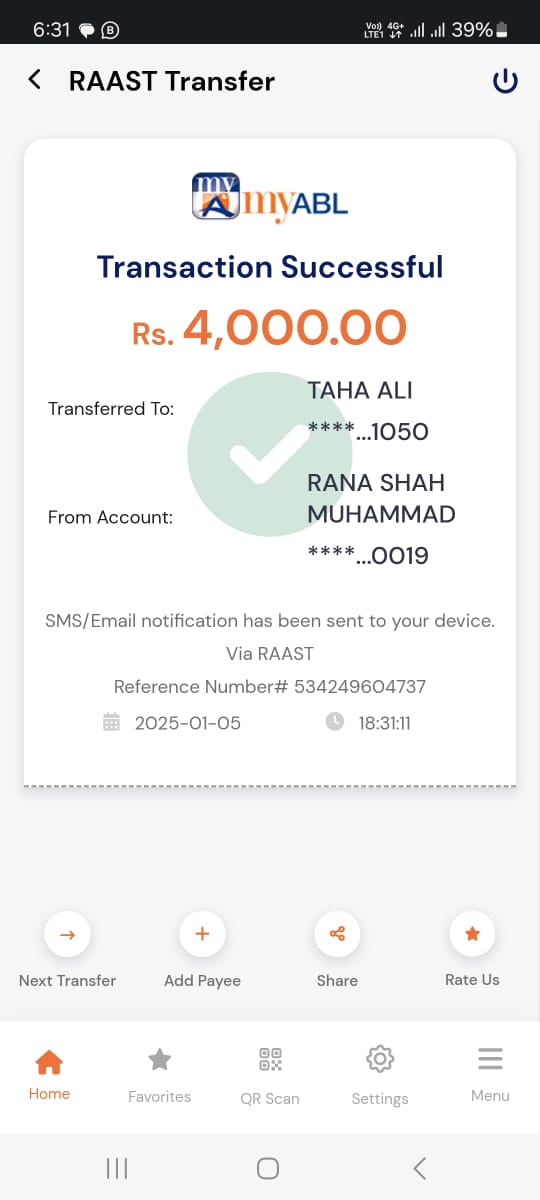 6:31
Vo)) 4G+
LTE1
39%
RAAST Transfer
my
myABL
Transaction Successful
Rs. 4,000.00
Transferred To:
TAHA ALI
****...1050
From Account:
RANA SHAH
MUHAMMAD
****...0019
SMS/Email notification has been sent to your device.
Via RAAST
Reference Number# 534249604737
2025-01-05 18:31:11
Next Transfer Add Payee Share Rate Us
Home Favorites QR Scan Settings Menu